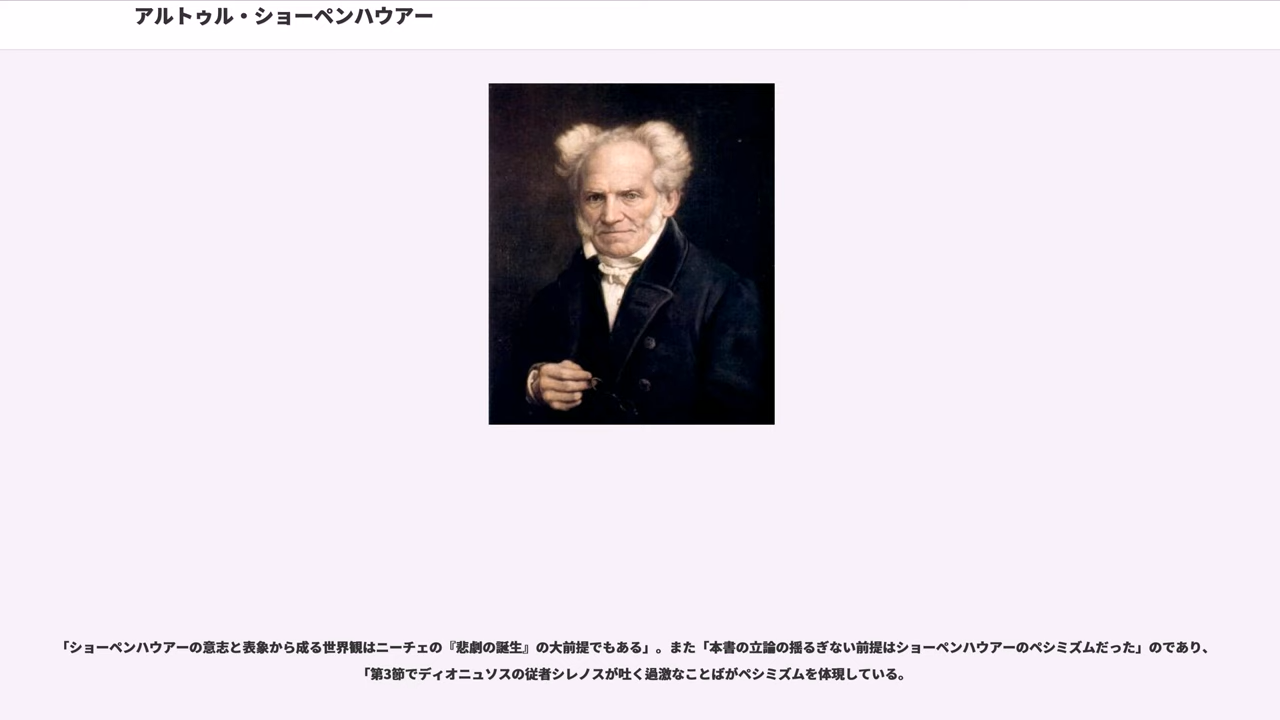 アルトゥル・ショーペンハウアー
「ショーペンハウアーの意志と表象から成る世界観はニーチェの『悲劇の誕生』の大前提でもある」。また「本書の立論の揺るぎない前提はショーペンハウアーのペシミズムだった」のであり、
「第3節でディオニュソスの従者シレノスが吐く過激なことばがペシミズムを体現している。